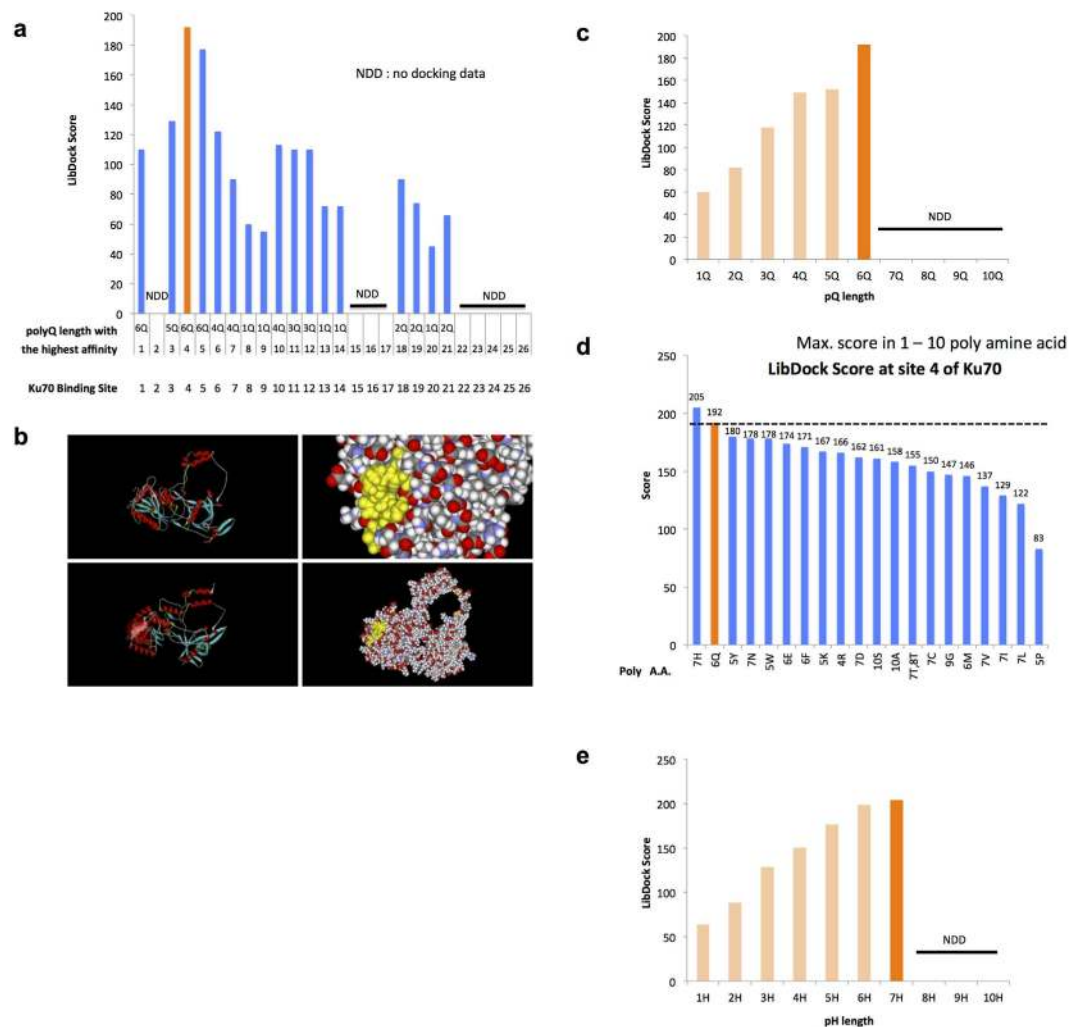 a
200
180
160
140
120
100
80
60
40
20
0
LibDock Score
NDD : no docking data
NDD
NDD
NDD
polyQ length with
6Q 5Q 6Q 6Q 4Q 4Q 1Q 1Q 4Q 3Q 3Q 1Q 1Q 2Q 2Q 1Q 2Q
the highest affinity 1 2 3 4 5 6 7 8 9 10 11 12 13 14 15 16 17 18 19 20 21 22 23 24 25 26
Ku70 Binding Site 1 2 3 4 5 6 7 8 9 10 11 12 13 14 15 16 17 18 19 20 21 22 23 24 25 26
b
c
200
180
160
140
120
100
80
60
40
20
0
LibDock Score
NDD
1Q 2Q 3Q 4Q 5Q 6Q 7Q 8Q 9Q 10Q
pQ length
d
Max. score in 1 – 10 poly amino acid
LibDock Score at site 4 of Ku70
250
200
150
100
50
0
Score
205 192 180 178 178 174 171 167 166 162 161 158 155 150 147 146 137 129 122 83
7H 6Q 5Y 7N 5W 6E 6F 5K 4R 7D 10S 10A 7T,8T 7C 9G 6M 7V 7I 7L 5P
Poly A.A.
e
250
200
150
100
50
0
LibDock Score
NDD
1H 2H 3H 4H 5H 6H 7H 8H 9H 10H
pH length